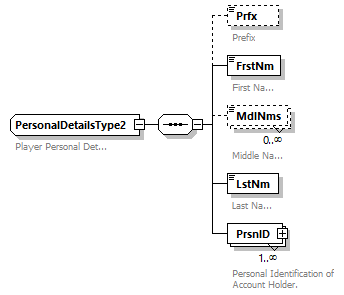 Prfx
Prefix
FrstNm
First Na...
PersonalDetailsType2
Player Personal Det...
MdlNms
0..∞
Middle Na...
LstNm
Last Na...
PrsnID
1..∞
Personal Identification of
Account Holder.